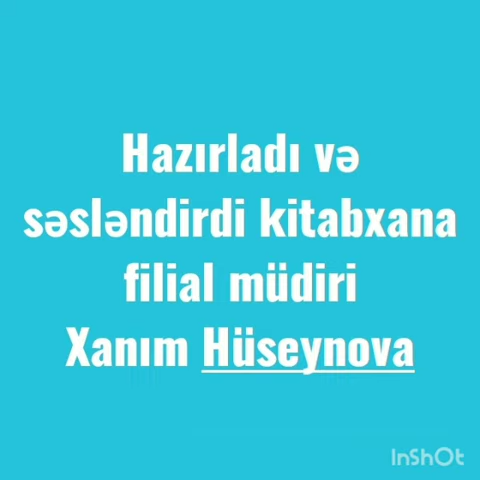 Hazırladı və
səsləndirdi kitabxana
filial müdiri
Xanım Hüseynova
InShOt